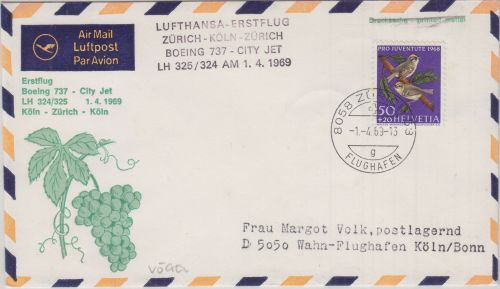 Air Mail
Luftpost
Par Avion
LUFTHANSA-ERSTFLUG
ZÜRICH-KÖLN-ZÜRICH
BOEING 737 - CITY JET
LH 325/324 AM 1. 4. 1969
Erstflug
Boeing 737 - City Jet
LH 324/325 1. 4. 1969
Köln - Zürich - Köln
PRO JUVENTUTE 1968
50
+20 HELVETIA
8058
-1.-4.69-13
g
FLUGHAFEN
Frau Margot Volk, postlagernd
D 5050 Wahn-Flughafen Köln/Bonn